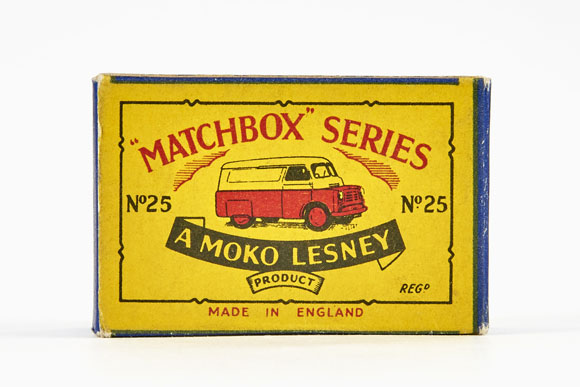 "MATCHBOX" SERIES
Nº25 Nº25
A MOKO LESNEY
PRODUCT
REGᴰ
MADE IN ENGLAND